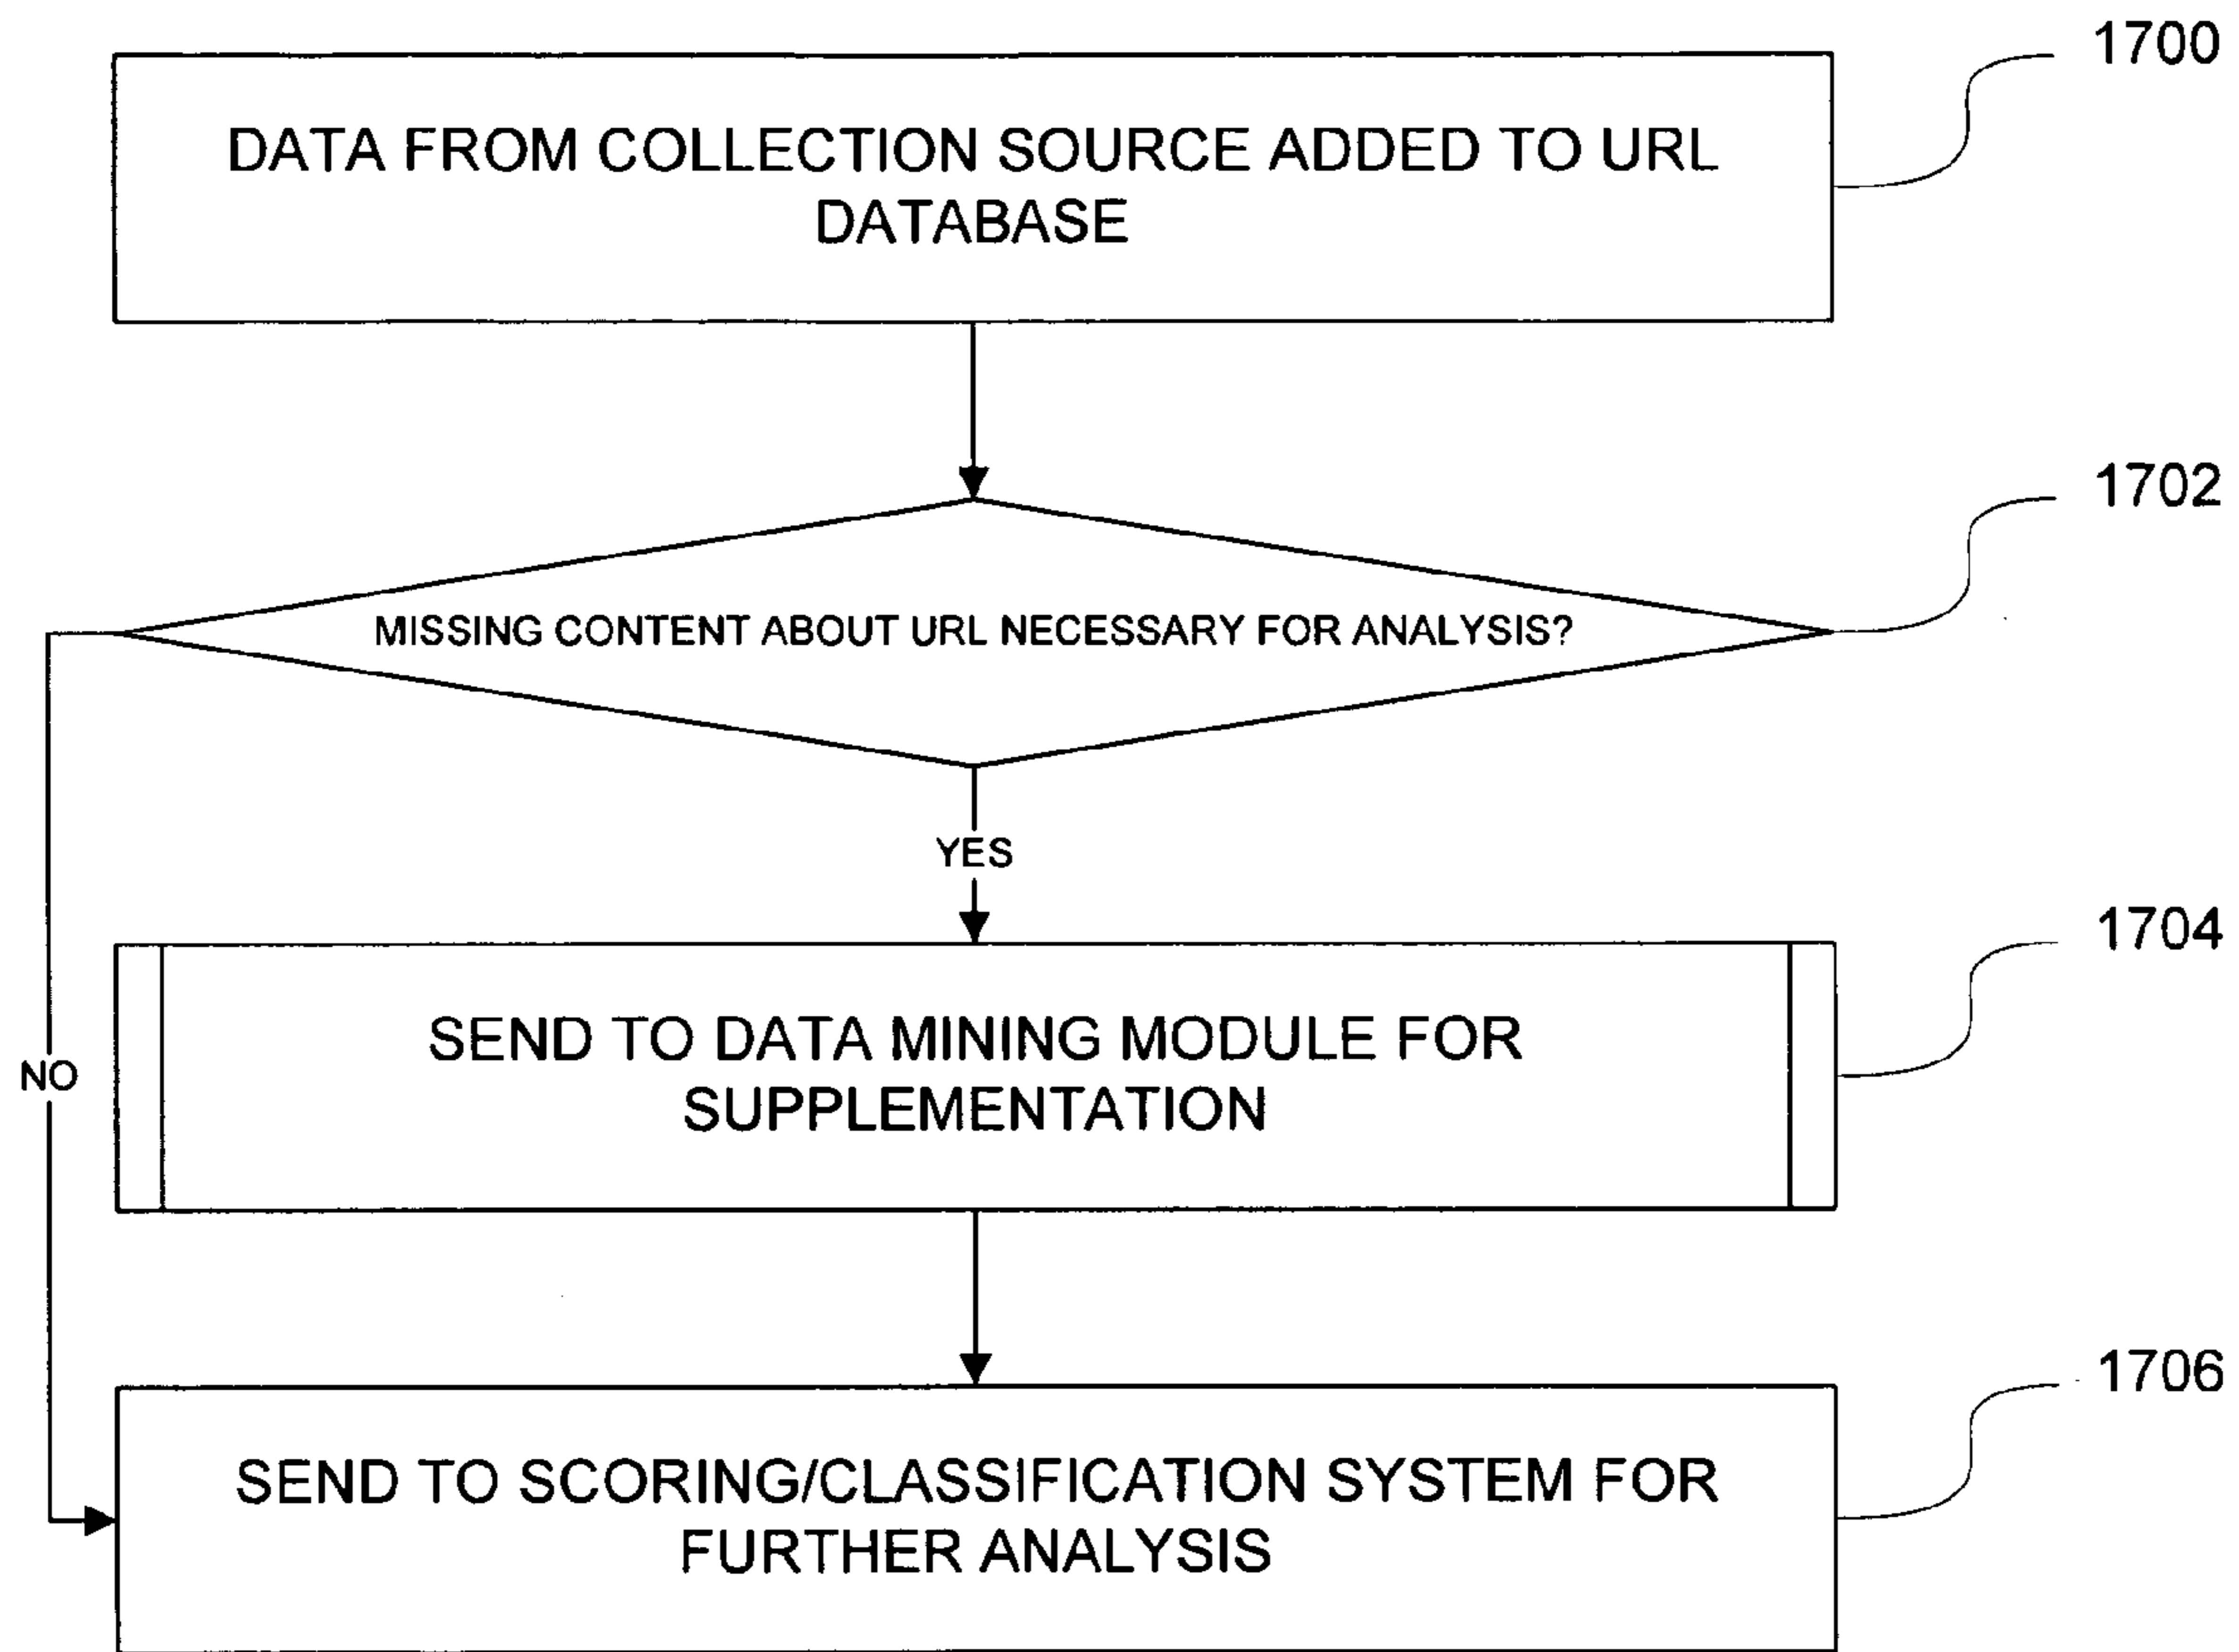 1700
DATA FROM COLLECTION SOURCE ADDED TO URL
DATABASE
1702
MISSING CONTENT ABOUT URL NECESSARY FOR ANALYSIS?
YES
1704
SEND TO DATA MINING MODULE FOR
SUPPLEMENTATION
NO
1706
SEND TO SCORING/CLASSIFICATION SYSTEM FOR
FURTHER ANALYSIS